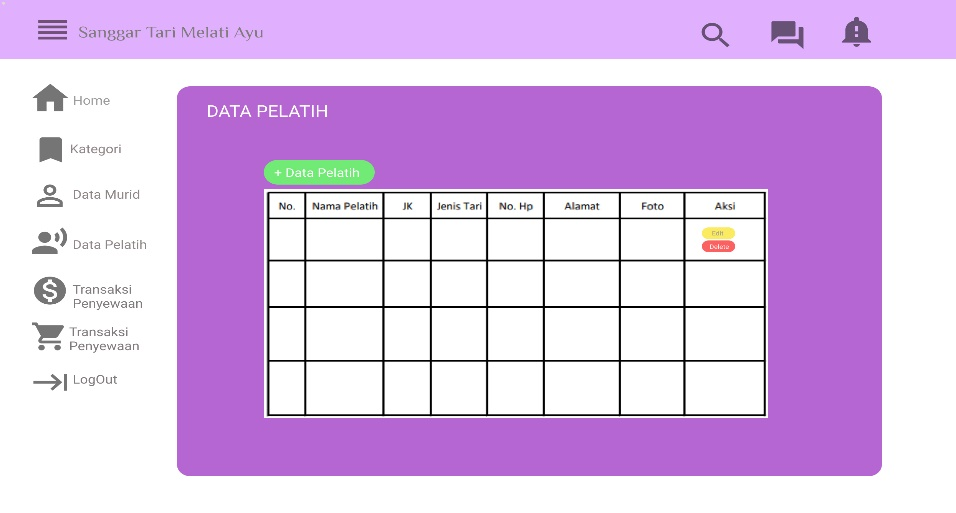 Sanggar Tari Melati Ayu
Home
Kategori
Data Murid
Data Pelatih
Transaksi
Penyewaan
Transaksi
Penyewaan
LogOut
DATA PELATIH
+ Data Pelatih
No. Nama Pelatih JK Jenis Tari No. Hp Alamat Foto Aksi
Edit
Delete